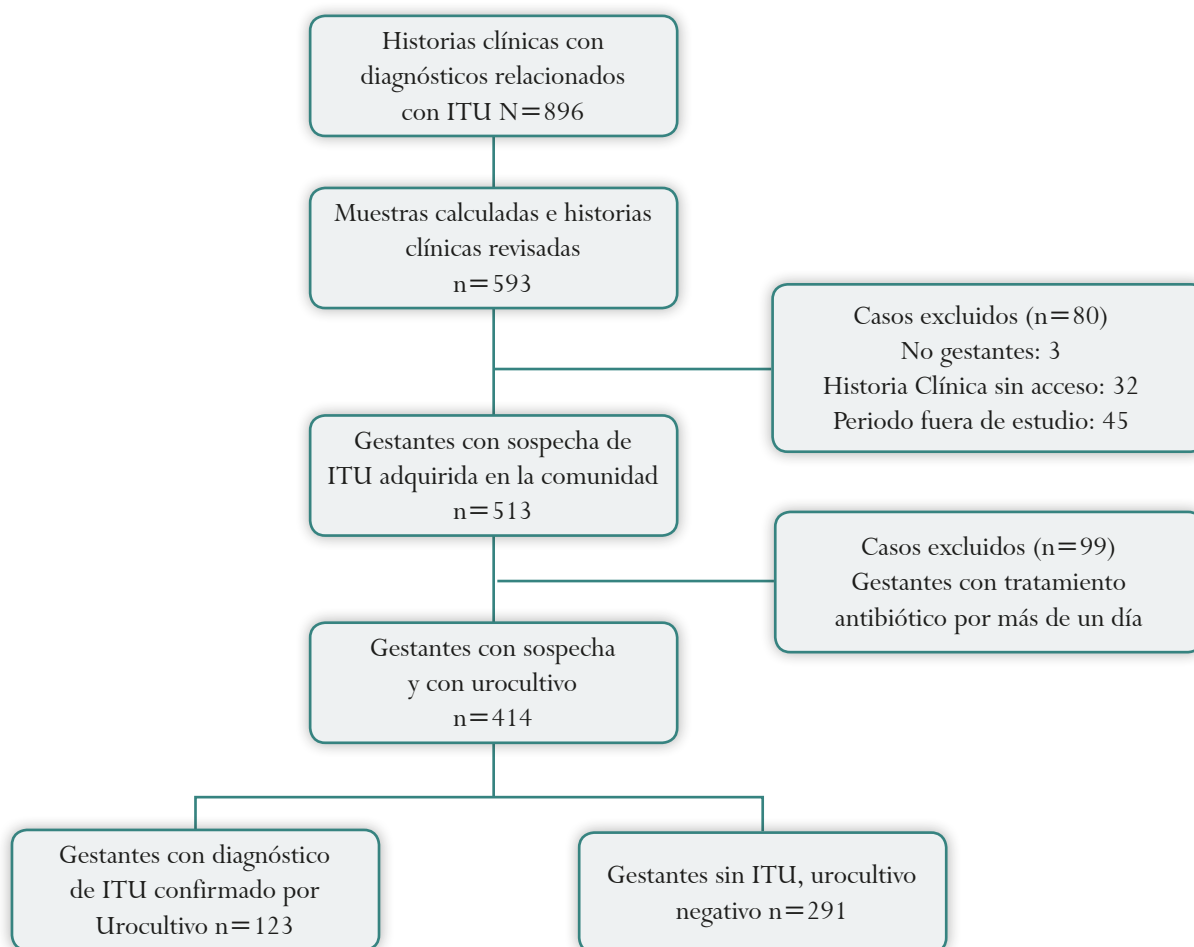 Historias clínicas con
diagnósticos relacionados
con ITU N=896
Muestras calculadas e historias
clínicas revisadas
n=593
Casos excluidos (n=80)
No gestantes: 3
Historia Clínica sin acceso: 32
Periodo fuera de estudio: 45
Gestantes con sospecha de
ITU adquirida en la comunidad
n=513
Casos excluidos (n=99)
Gestantes con tratamiento
antibiótico por más de un día
Gestantes con sospecha
y con urocultivo
n=414
Gestantes con diagnóstico
de ITU confirmado por
Urocultivo n=123
Gestantes sin ITU, urocultivo
negativo n=291